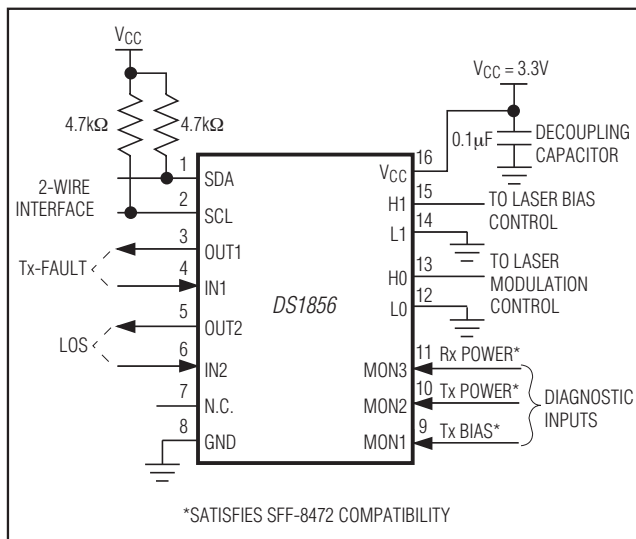 VCC
4.7kΩ
4.7kΩ
2-WIRE
INTERFACE
Tx-FAULT
LOS
1
SDA
2
SCL
3
OUT1
4
IN1
5
OUT2
6
IN2
7
N.C.
8
GND
DS1856
VCC = 3.3V
0.1µF
DECOUPLING
CAPACITOR
16
VCC
15
H1
TO LASER BIAS
CONTROL
14
L1
13
H0
TO LASER
MODULATION
CONTROL
12
L0
11
MON3
Rx POWER*
10
MON2
Tx POWER*
9
MON1
Tx BIAS*
DIAGNOSTIC
INPUTS
*SATISFIES SFF-8472 COMPATIBILITY